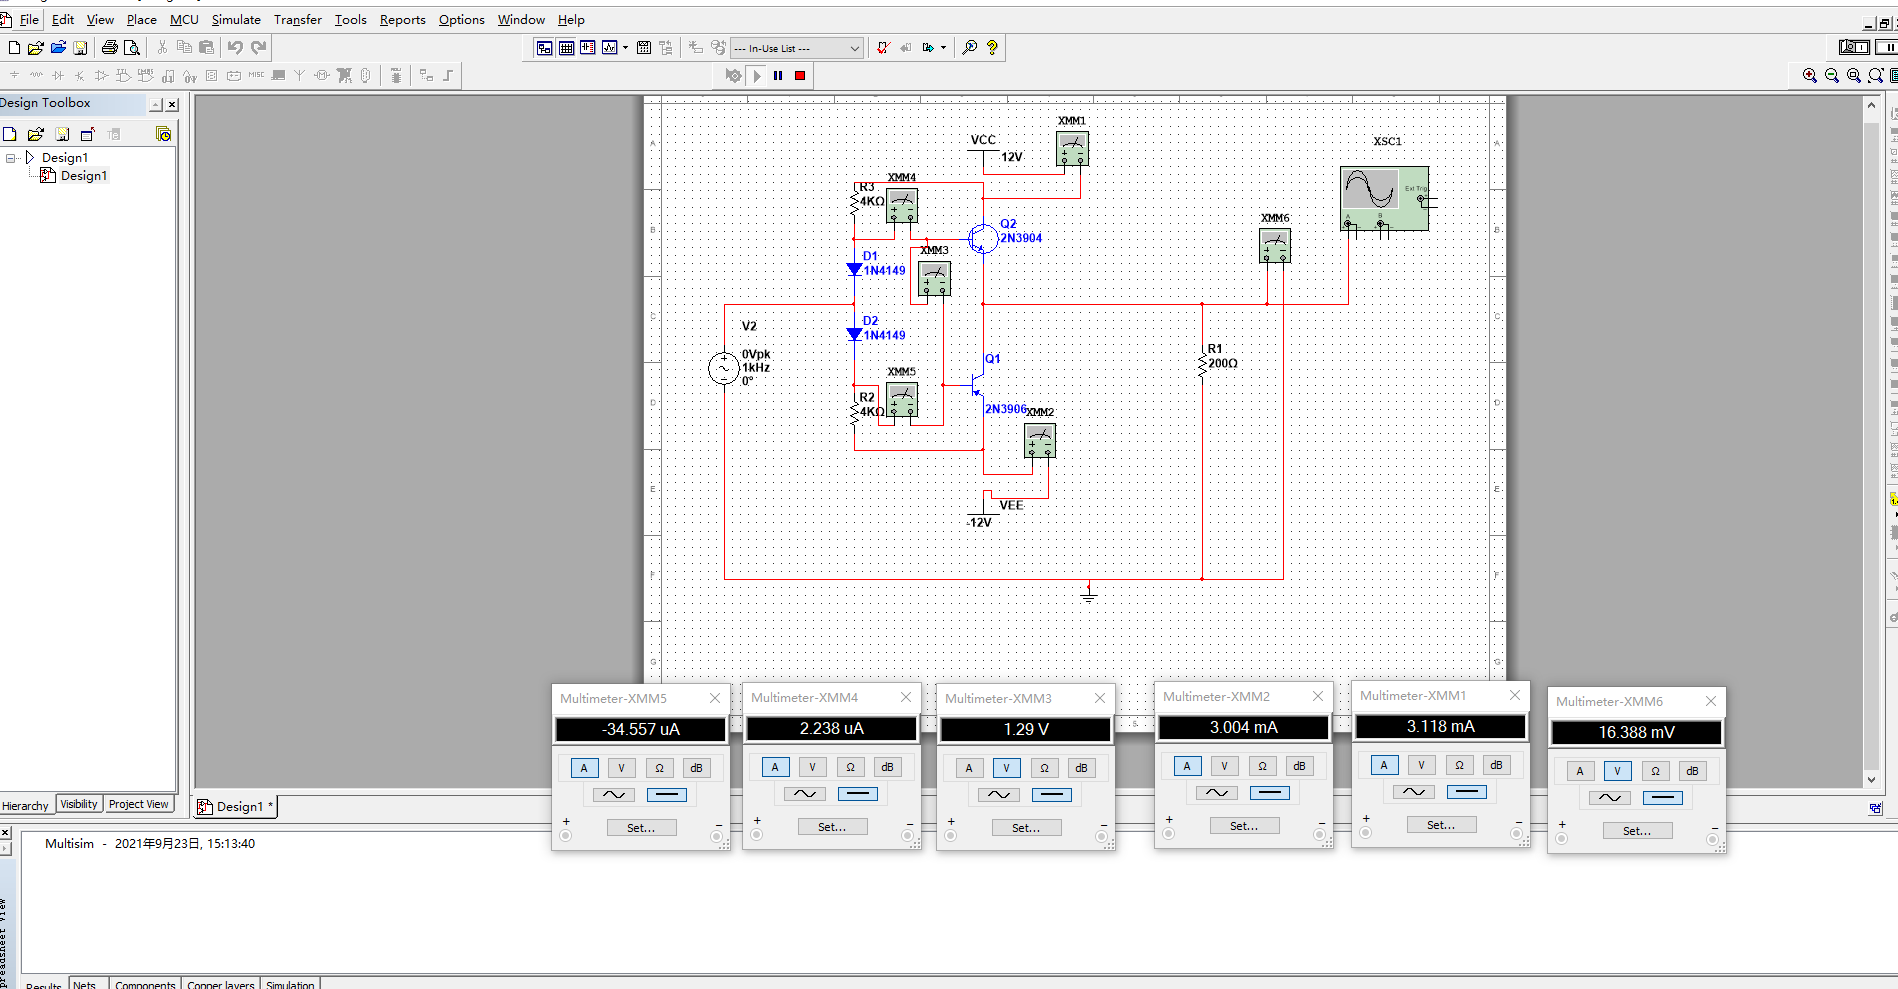 File Edit View Place MCU Simulate Transfer Tools Reports Options Window Help
--- In-Use List ---
MISC
Design Toolbox
Design1
Design1
XMM1
VCC
12V
XSC1
Ext Trig
A B
XMM4
R3
4KΩ
Q2
2N3904
XMM6
XMM3
D1
1N4149
D2
1N4149
V2
0Vpk
1kHz
0°
Q1
R1
200Ω
XMM5
R2
4KΩ
2N3906
XMM2
VEE
-12V
Multimeter-XMM5
-34.557 uA
A V Ω dB
+ Set... −
Multimeter-XMM4
2.238 uA
A V Ω dB
+ Set... −
Multimeter-XMM3
1.29 V
A V Ω dB
+ Set... −
Multimeter-XMM2
3.004 mA
A V Ω dB
+ Set... −
Multimeter-XMM1
3.118 mA
A V Ω dB
+ Set... −
Multimeter-XMM6
16.388 mV
A V Ω dB
+ Set... −
Hierarchy Visibility Project View
Design1 *
Multisim - 2021年9月23日, 15:13:40
Results Nets Components Copper layers Simulation